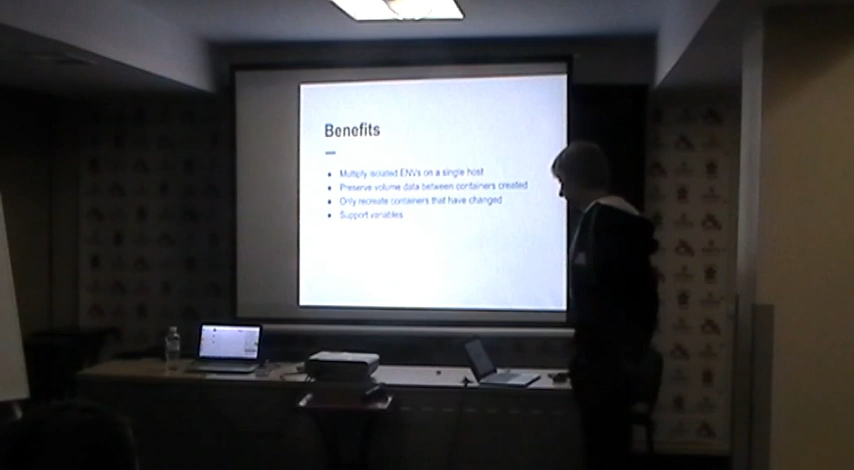 Benefits
Multiply isolated ENVs on a single host
Preserve volume data between containers created
Only recreate containers that have changed
Support variables